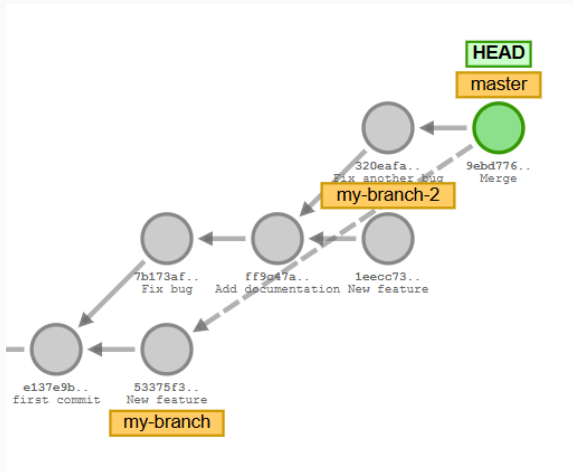 HEAD
master
320eafa..
Fix another bug
9ebd776..
Merge
my-branch-2
7b173af..
Fix bug
ff9c47a..
Add documentation
1eecc73..
New feature
e137e9b..
first commit
53375f3..
New feature
my-branch